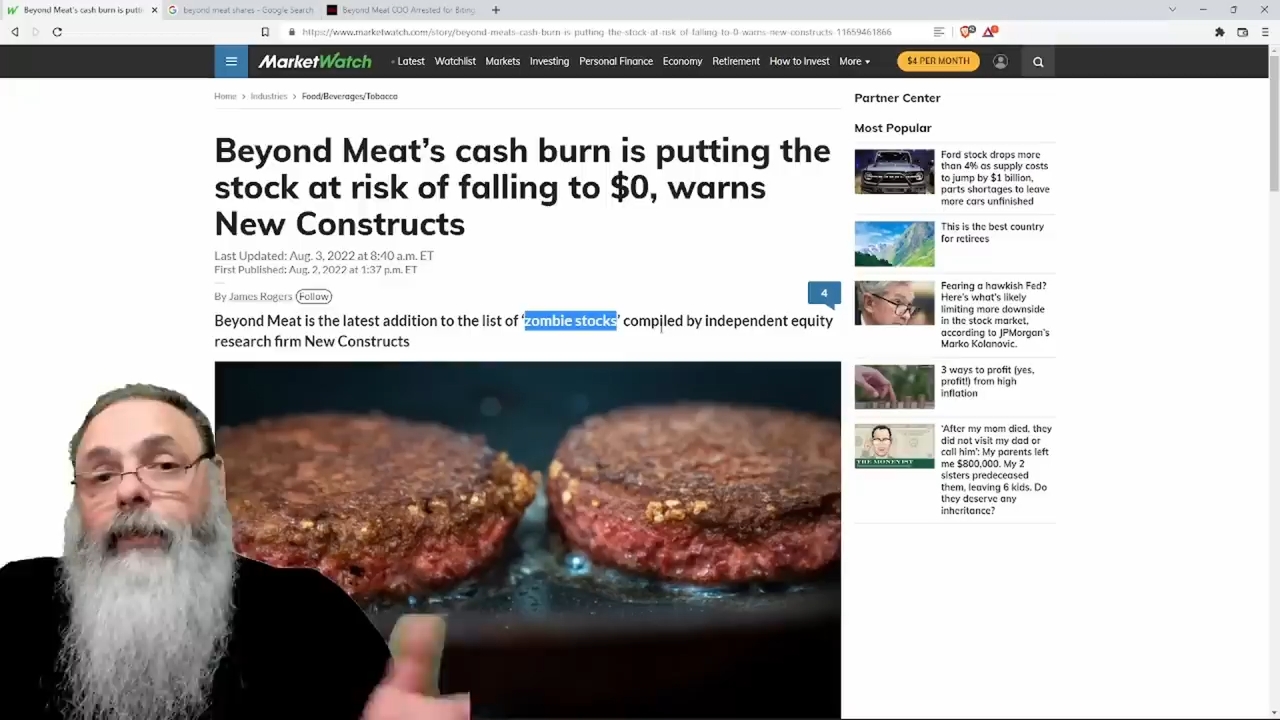 Beyond Meat's cash burn is puttin
beyond meat shares - Google Search
Beyond Meat COO Arrested for Biting
https://www.marketwatch.com/story/beyond-meats-cash-burn-is-putting-the-stock-at-risk-of-falling-to-0-warns-new-constructs-11659461866
MarketWatch
Latest Watchlist Markets Investing Personal Finance Economy Retirement How to Invest More
$4 PER MONTH
Home > Industries > Food/Beverages/Tobacco
Beyond Meat's cash burn is putting the
stock at risk of falling to $0, warns
New Constructs
Last Updated: Aug. 3, 2022 at 8:40 a.m. ET
First Published: Aug. 2, 2022 at 1:37 p.m. ET
By James Rogers Follow
4
Beyond Meat is the latest addition to the list of 'zombie stocks' compiled by independent equity
research firm New Constructs
Partner Center
Most Popular
Ford stock drops more
than 4% as supply costs
to jump by $1 billion,
parts shortages to leave
more cars unfinished
This is the best country
for retirees
Fearing a hawkish Fed?
Here's what's likely
limiting more downside
in the stock market,
according to JPMorgan's
Marko Kolanovic.
3 ways to profit (yes,
profit!) from high
inflation
THE MONEYIST
'After my mom died, they
did not visit my dad or
call him': My parents left
me $800,000. My 2
sisters predeceased
them, leaving 6 kids. Do
they deserve any
inheritance?